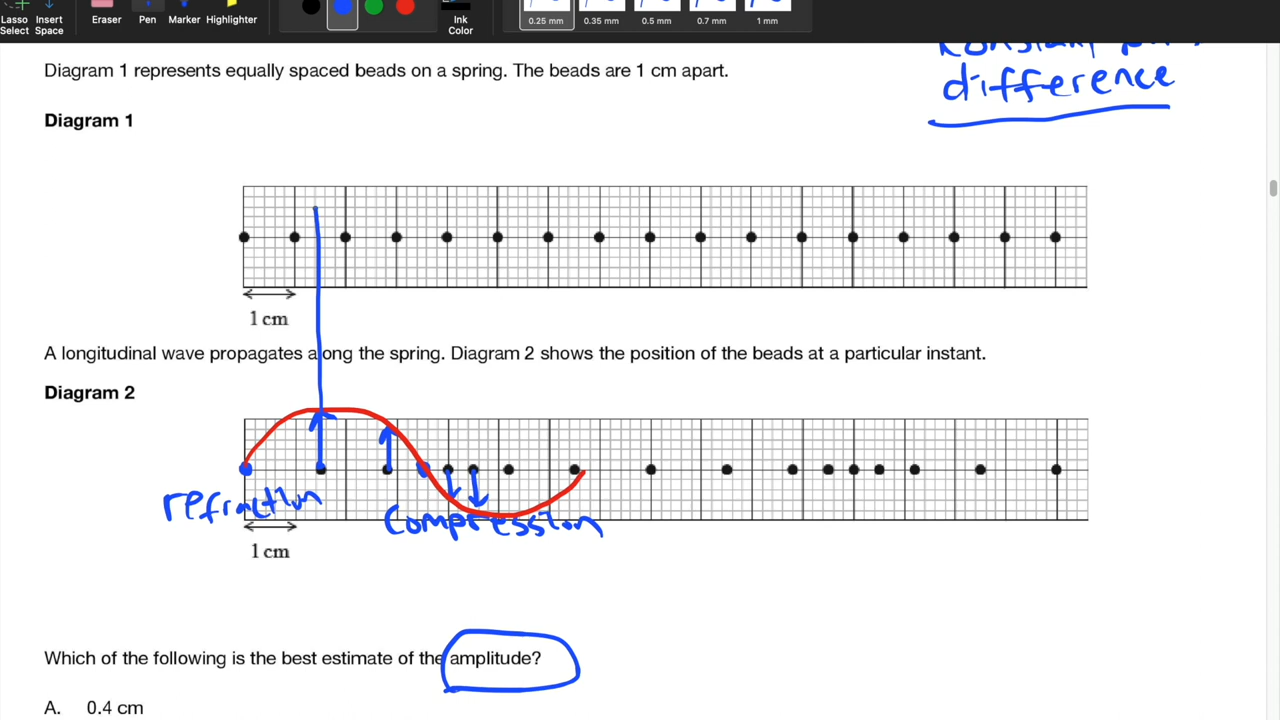 Lasso Select
Insert Space
Eraser
Pen
Marker
Highlighter
Ink Color
0.25 mm
0.35 mm
0.5 mm
0.7 mm
1 mm
difference
Diagram 1 represents equally spaced beads on a spring. The beads are 1 cm apart.
Diagram 1
1 cm
A longitudinal wave propagates along the spring. Diagram 2 shows the position of the beads at a particular instant.
Diagram 2
refraction
Compression
1 cm
Which of the following is the best estimate of the amplitude?
A. 0.4 cm